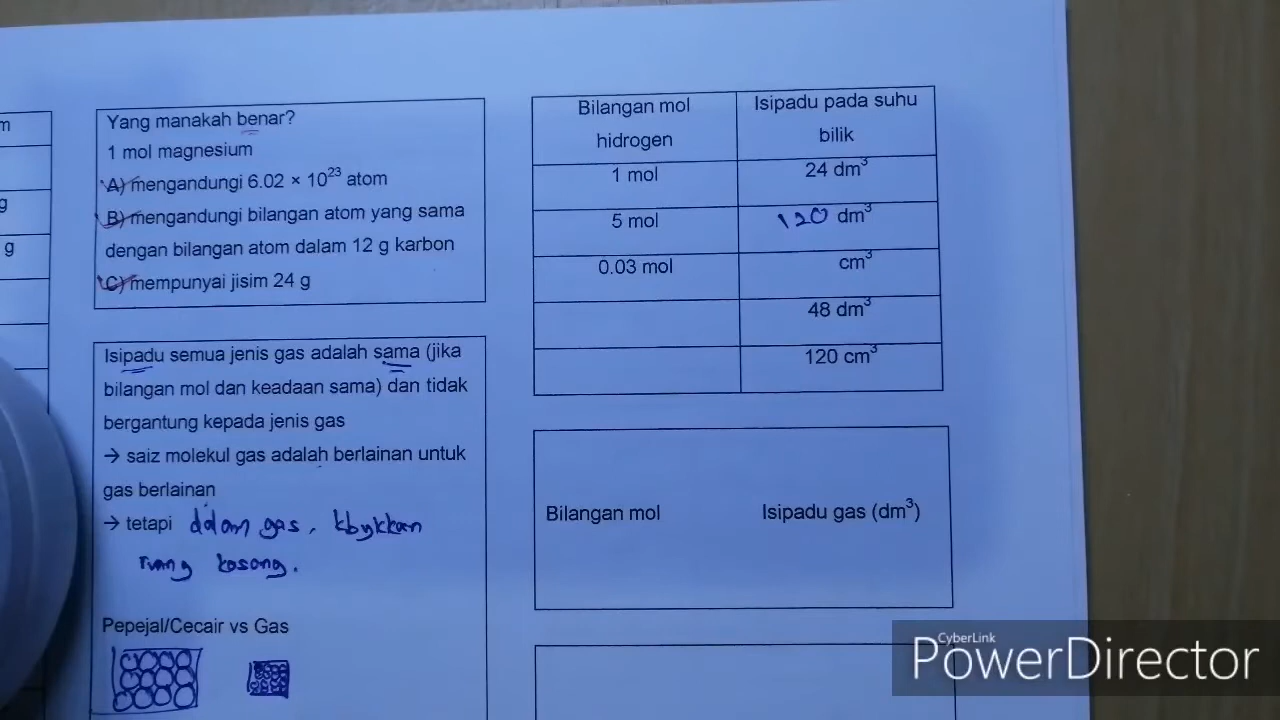 m
g
g
Yang manakah benar?
1 mol magnesium
A) mengandungi 6.02 × 10²³ atom
B) mengandungi bilangan atom yang sama
dengan bilangan atom dalam 12 g karbon
C) mempunyai jisim 24 g
Isipadu semua jenis gas adalah sama (jika
bilangan mol dan keadaan sama) dan tidak
bergantung kepada jenis gas
→ saiz molekul gas adalah berlainan untuk
gas berlainan
→ tetapi dalam gas, kbykkan
ruang kosong.
Pepejal/Cecair vs Gas
Bilangan mol hidrogen
Isipadu pada suhu bilik
1 mol 24 dm³
5 mol 120 dm³
0.03 mol cm³
48 dm³
120 cm³
Bilangan mol Isipadu gas (dm³)
CyberLink
PowerDirector